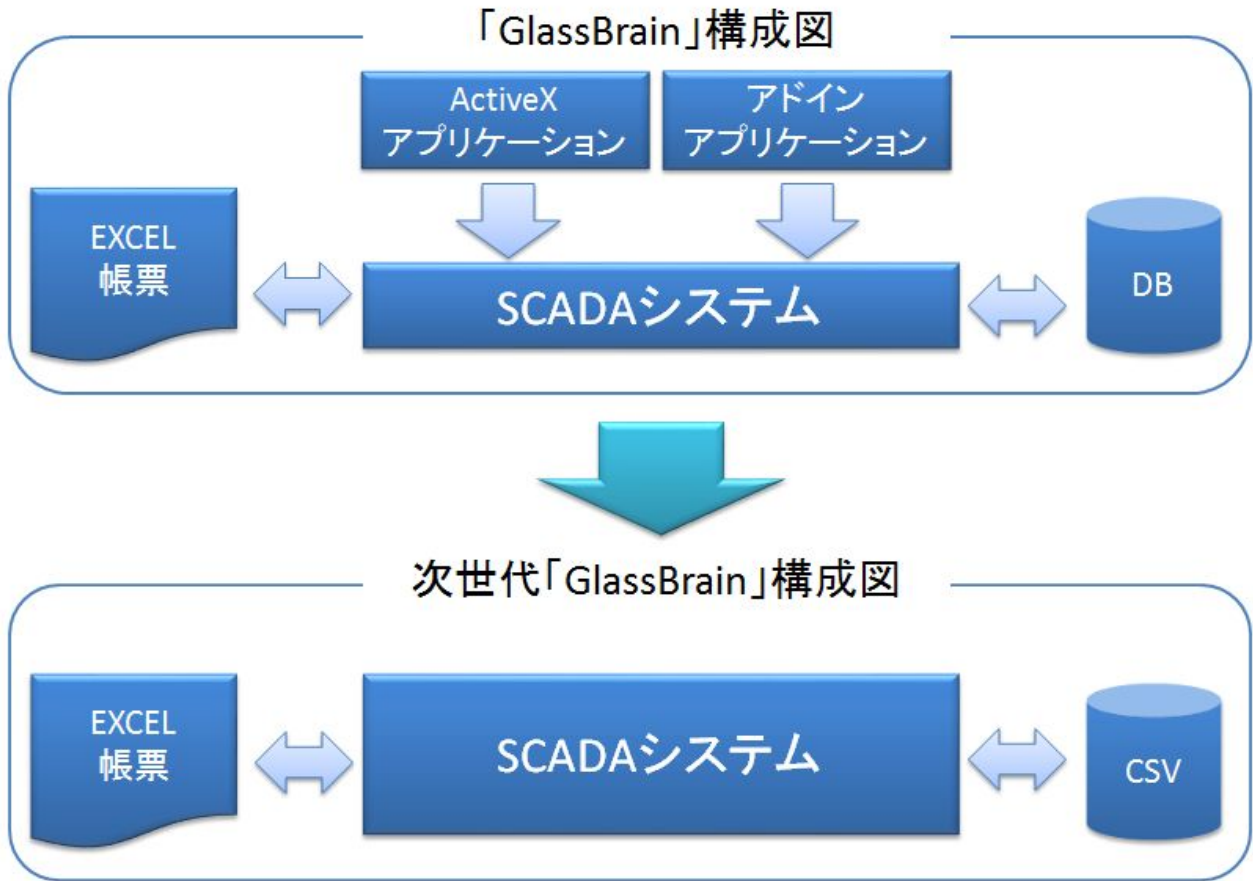 「GlassBrain」構成図
ActiveX
アプリケーション
アドイン
アプリケーション
EXCEL
帳票
SCADAシステム
DB
次世代「GlassBrain」構成図
EXCEL
帳票
SCADAシステム
CSV